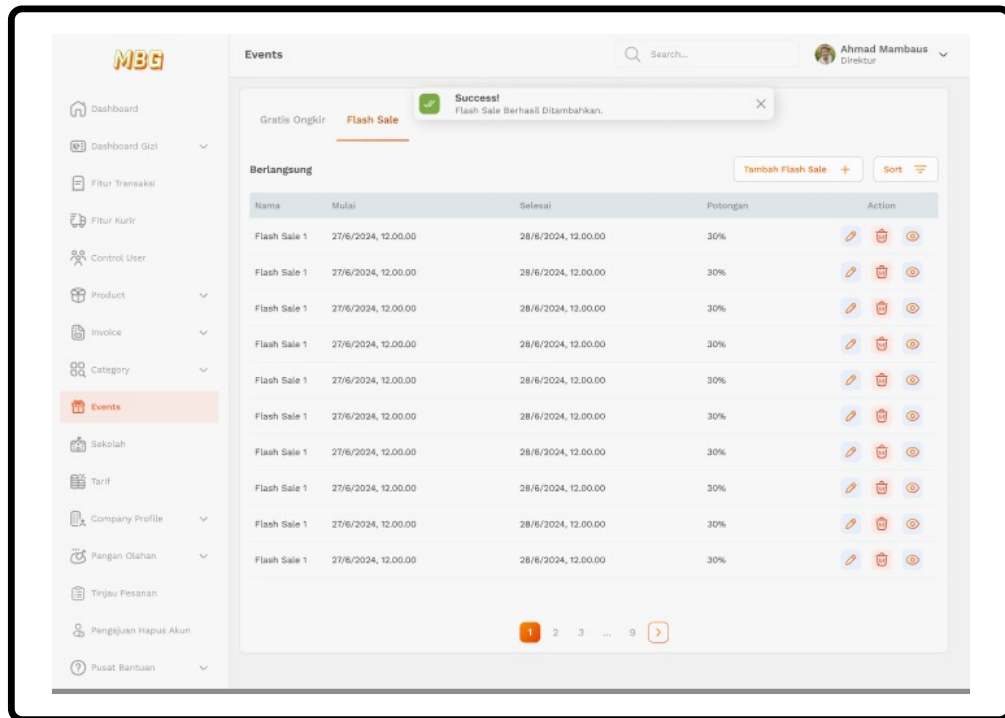 MBG
Events
Search...
Ahmad Mambaus
Direktur
Dashboard
Dashboard Gizi
Fitur Transaksi
Fitur Kurir
Control User
Product
Invoice
Category
Events
Sekolah
Tarif
Company Profile
Pangan Olahan
Tinjau Pesanan
Pengajuan Hapus Akun
Pusat Bantuan
Success!
Flash Sale Berhasil Ditambahkan.
Gratis Ongkir Flash Sale
Berlangsung Tambah Flash Sale + Sort
Nama Mulai Selesai Potongan Action
Flash Sale 1 27/6/2024, 12.00.00 28/6/2024, 12.00.00 30%
Flash Sale 1 27/6/2024, 12.00.00 28/6/2024, 12.00.00 30%
Flash Sale 1 27/6/2024, 12.00.00 28/6/2024, 12.00.00 30%
Flash Sale 1 27/6/2024, 12.00.00 28/6/2024, 12.00.00 30%
Flash Sale 1 27/6/2024, 12.00.00 28/6/2024, 12.00.00 30%
Flash Sale 1 27/6/2024, 12.00.00 28/6/2024, 12.00.00 30%
Flash Sale 1 27/6/2024, 12.00.00 28/6/2024, 12.00.00 30%
Flash Sale 1 27/6/2024, 12.00.00 28/6/2024, 12.00.00 30%
Flash Sale 1 27/6/2024, 12.00.00 28/6/2024, 12.00.00 30%
Flash Sale 1 27/6/2024, 12.00.00 28/6/2024, 12.00.00 30%
1 2 3 ... 9 >